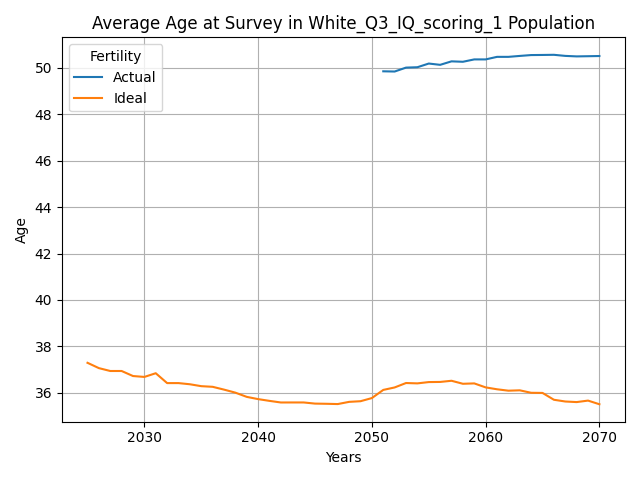 Average Age at Survey in White_Q3_IQ_scoring_1 Population
Fertility
Actual
Ideal
50
48
46
44
42
40
38
36
Age
2030 2040 2050 2060 2070
Years